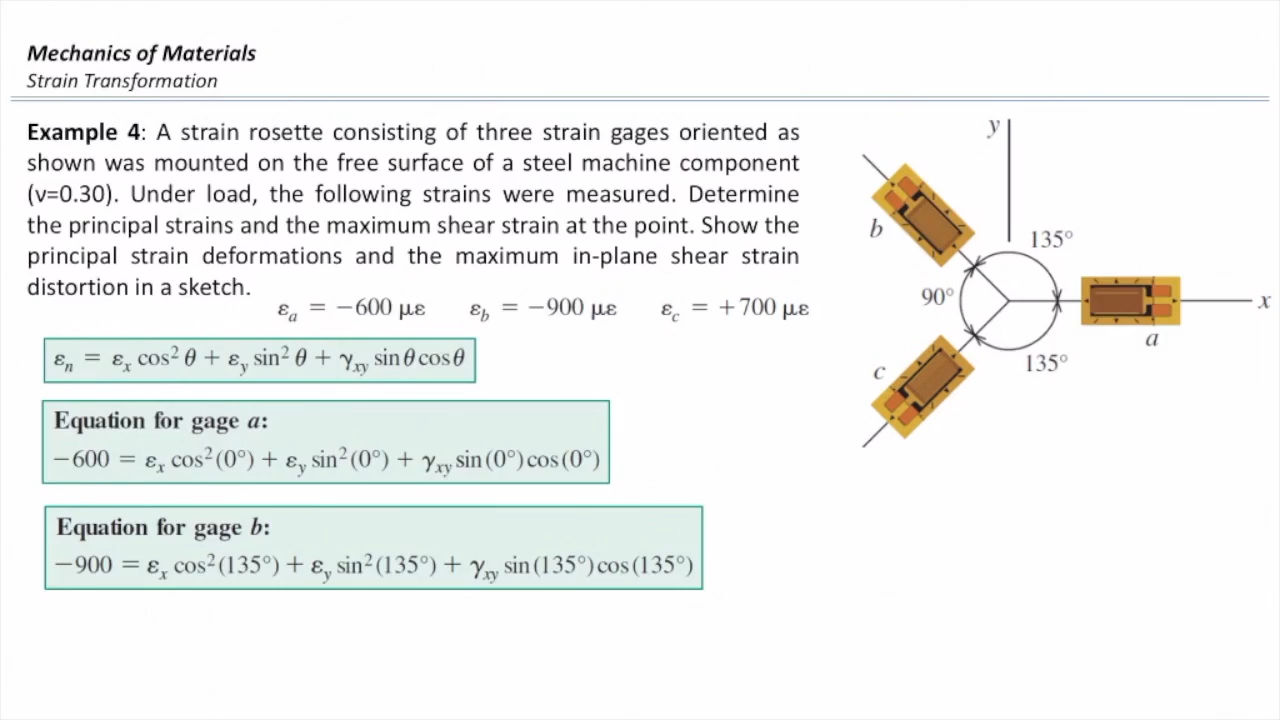 Mechanics of Materials
Strain Transformation
Example 4: A strain rosette consisting of three strain gages oriented as
shown was mounted on the free surface of a steel machine component
(v=0.30). Under load, the following strains were measured. Determine
the principal strains and the maximum shear strain at the point. Show the
principal strain deformations and the maximum in-plane shear strain
distortion in a sketch.
εa = −600 με εb = −900 με εc = +700 με
εn = εx cos² θ + εy sin² θ + γxy sin θ cos θ
Equation for gage a:
−600 = εx cos² (0°) + εy sin² (0°) + γxy sin (0°) cos (0°)
Equation for gage b:
−900 = εx cos² (135°) + εy sin² (135°) + γxy sin (135°) cos (135°)
y
b
135°
90°
x
a
135°
c